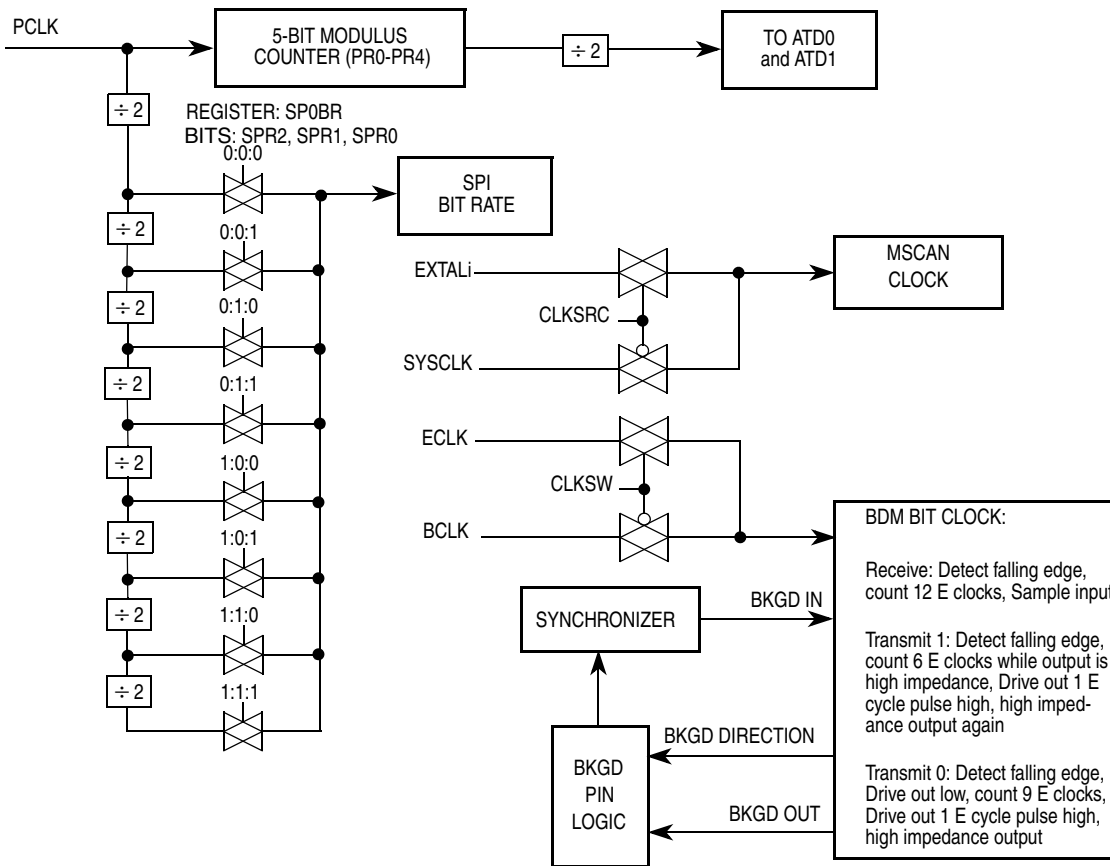 PCLK
5-BIT MODULUS
COUNTER (PR0-PR4)
÷ 2
TO ATD0
and ATD1
÷ 2
REGISTER: SP0BR
BITS: SPR2, SPR1, SPR0
0:0:0
SPI
BIT RATE
÷ 2
0:0:1
÷ 2
0:1:0
÷ 2
0:1:1
÷ 2
1:0:0
÷ 2
1:0:1
÷ 2
1:1:0
÷ 2
1:1:1
EXTALi
CLKSRC
SYSCLK
MSCAN
CLOCK
ECLK
CLKSW
BCLK
BDM BIT CLOCK:
Receive: Detect falling edge,
count 12 E clocks, Sample input
Transmit 1: Detect falling edge,
count 6 E clocks while output is
high impedance, Drive out 1 E
cycle pulse high, high imped-
ance output again
Transmit 0: Detect falling edge,
Drive out low, count 9 E clocks,
Drive out 1 E cycle pulse high,
high impedance output
SYNCHRONIZER
BKGD IN
BKGD DIRECTION
BKGD OUT
BKGD
PIN
LOGIC